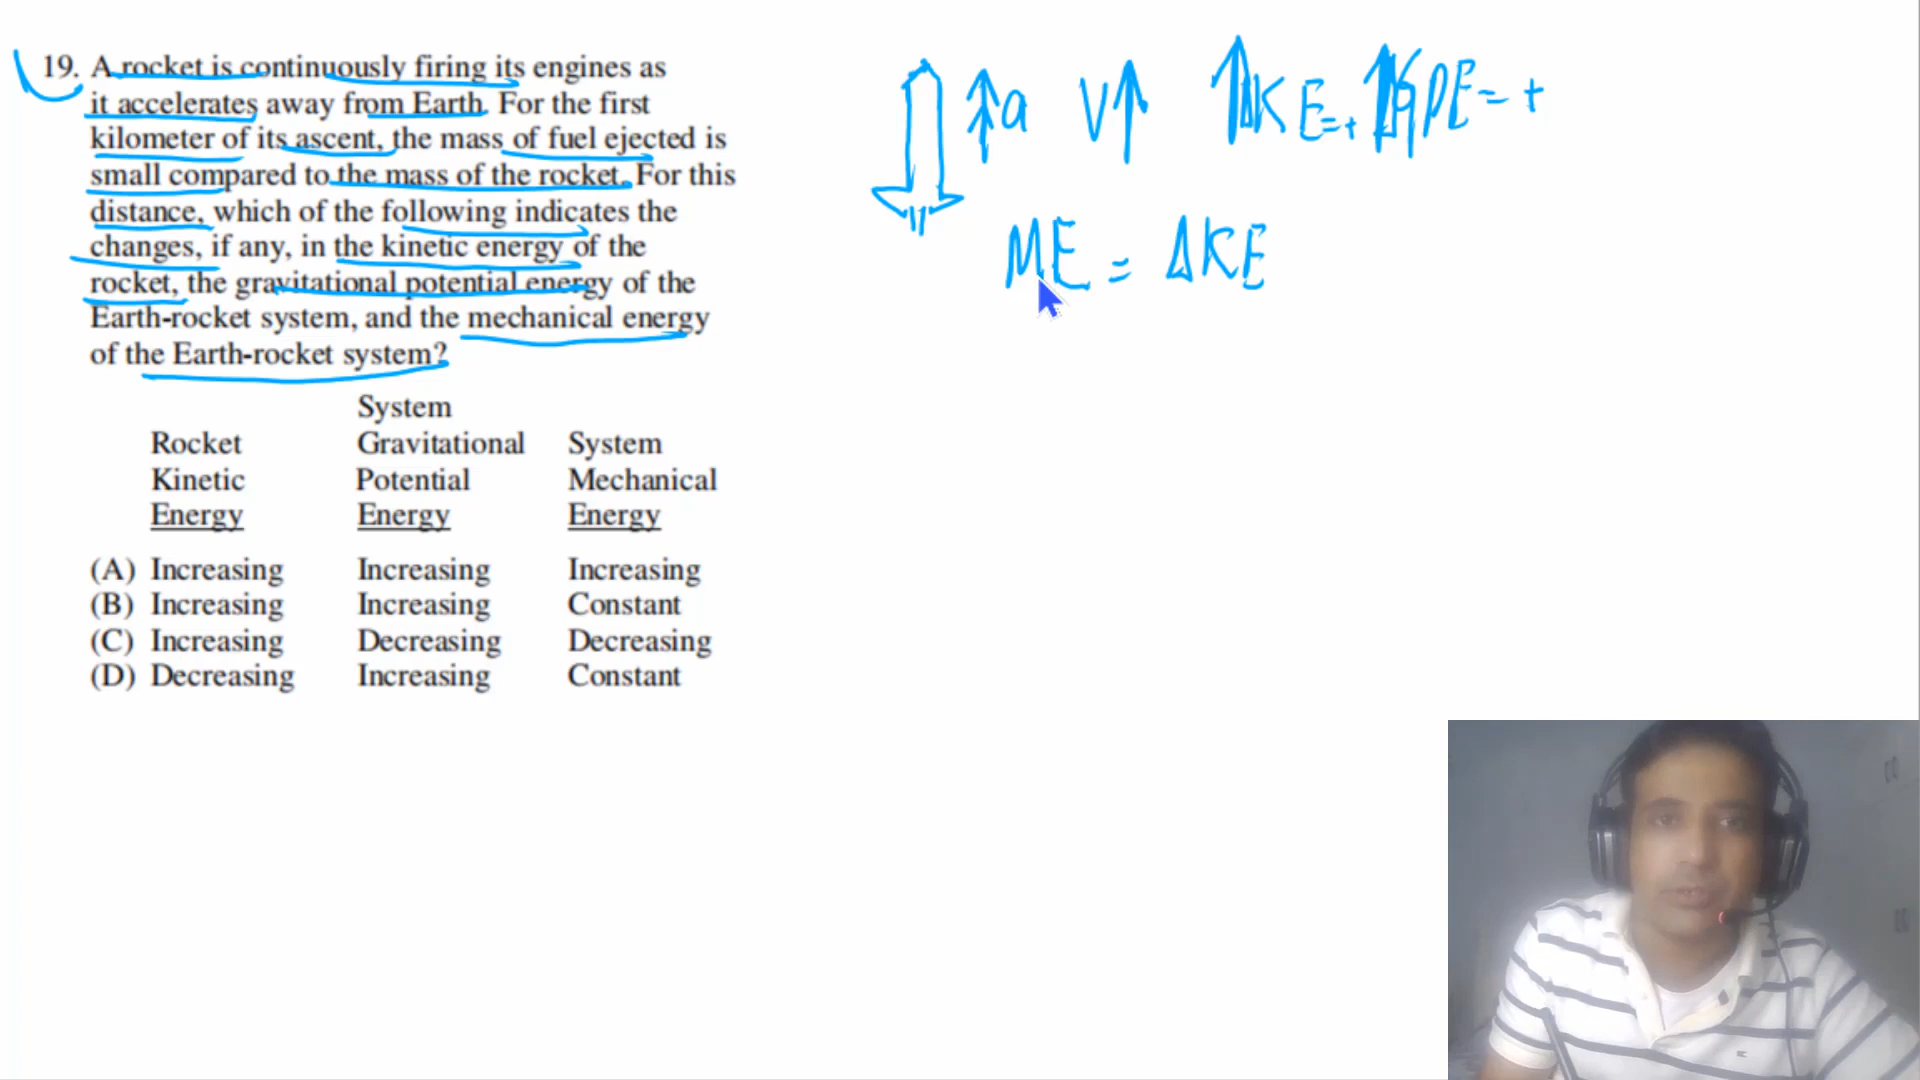 19. A rocket is continuously firing its engines as
it accelerates away from Earth. For the first
kilometer of its ascent, the mass of fuel ejected is
small compared to the mass of the rocket. For this
distance, which of the following indicates the
changes, if any, in the kinetic energy of the
rocket, the gravitational potential energy of the
Earth-rocket system, and the mechanical energy
of the Earth-rocket system?
System
Rocket Gravitational System
Kinetic Potential Mechanical
Energy Energy Energy
(A) Increasing Increasing Increasing
(B) Increasing Increasing Constant
(C) Increasing Decreasing Decreasing
(D) Decreasing Increasing Constant
a V ΔKE=+ PE=+
ME = ΔKE